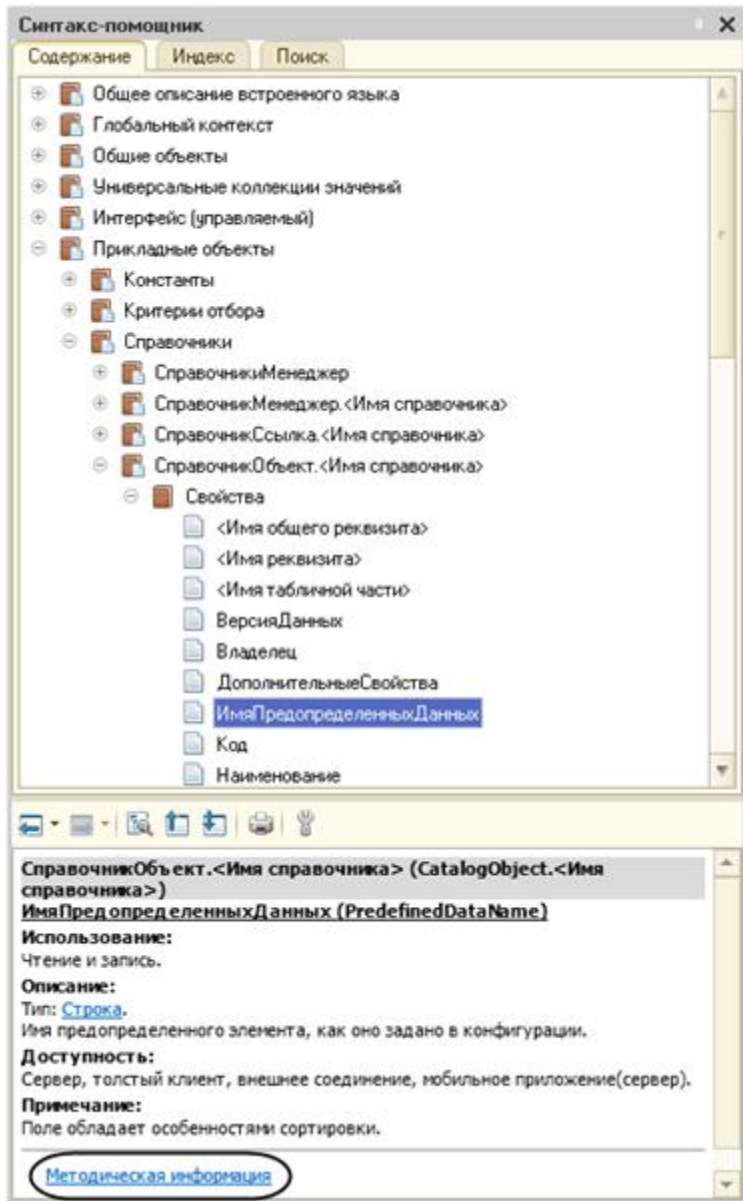 Синтакс-помощник
Содержание Индекс Поиск
Общее описание встроенного языка
Глобальный контекст
Общие объекты
Универсальные коллекции значений
Интерфейс (управляемый)
Прикладные объекты
Константы
Критерии отбора
Справочники
СправочникиМенеджер
СправочникМенеджер.<Имя справочника>
СправочникСсылка.<Имя справочника>
СправочникОбъект.<Имя справочника>
Свойства
<Имя общего реквизита>
<Имя реквизита>
<Имя табличной части>
ВерсияДанных
Владелец
ДополнительныеСвойства
ИмяПредопределенныхДанных
Код
Наименование
СправочникОбъект.<Имя справочника> (CatalogObject.<Имя
справочника>)
ИмяПредопределенныхДанных (PredefinedDataName)
Использование:
Чтение и запись.
Описание:
Тип: Строка.
Имя предопределенного элемента, как оно задано в конфигурации.
Доступность:
Сервер, толстый клиент, внешнее соединение, мобильное приложение(сервер).
Примечание:
Поле обладает особенностями сортировки.
Методическая информация